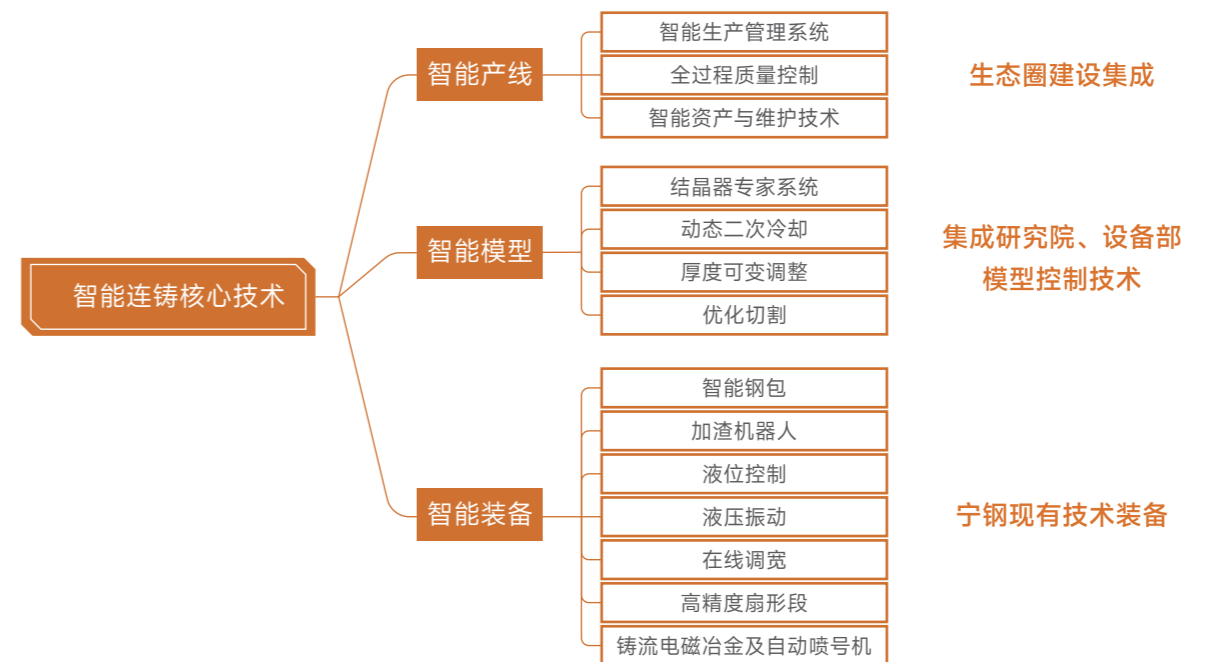 智能连铸核心技术
智能产线
智能生产管理系统
全过程质量控制
智能资产与维护技术
生态圈建设集成
智能模型
结晶器专家系统
动态二次冷却
厚度可变调整
优化切割
集成研究院、设备部
模型控制技术
智能装备
智能钢包
加渣机器人
液位控制
液压振动
在线调宽
高精度扇形段
铸流电磁冶金及自动喷号机
宁钢现有技术装备